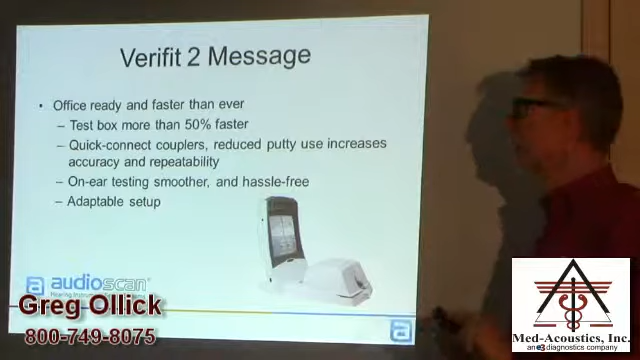 Verifit 2 Message
• Office ready and faster than ever
– Test box more than 50% faster
– Quick-connect couplers, reduced putty use increases
accuracy and repeatability
– On-ear testing smoother, and hassle-free
– Adaptable setup
a audioscan
Greg Ollick
800-749-8075
a
Med-Acoustics, Inc.
an e3 diagnostics company